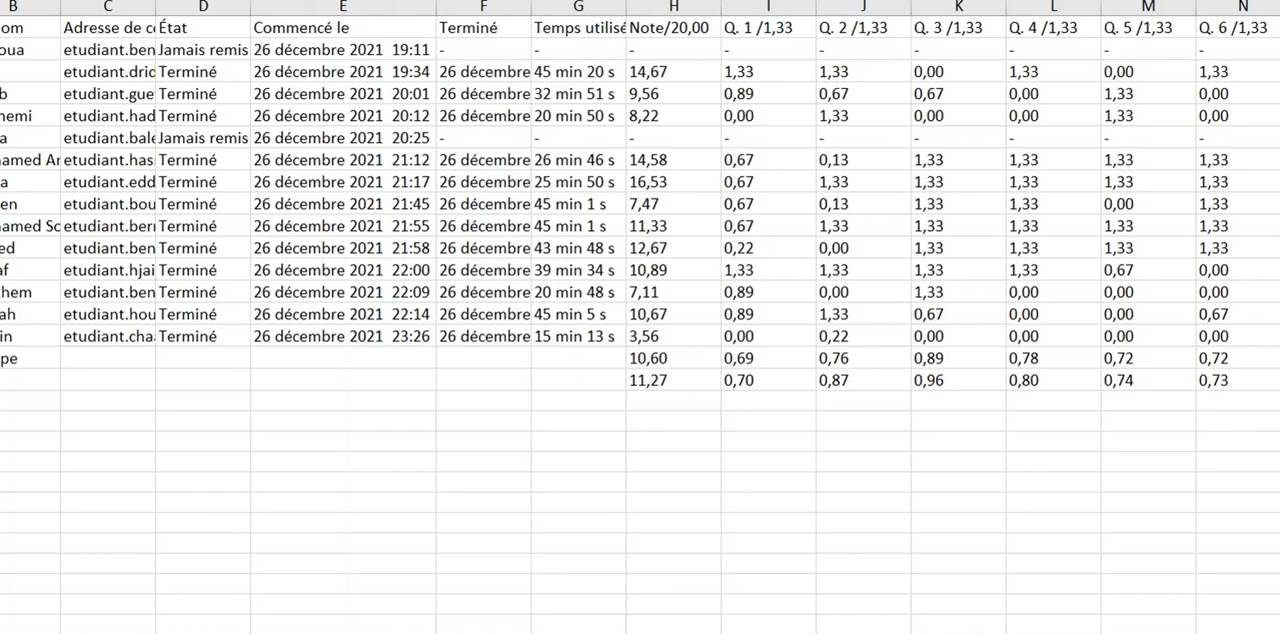 B C D E F G H I J K L M N
om Adresse de co État Commencé le Terminé Temps utilisé Note/20,00 Q. 1 /1,33 Q. 2 /1,33 Q. 3 /1,33 Q. 4 /1,33 Q. 5 /1,33 Q. 6 /1,33
oua etudiant.ben Jamais remis 26 décembre 2021 19:11 - - - - - - - - -
etudiant.drid Terminé 26 décembre 2021 19:34 26 décembre 45 min 20 s 14,67 1,33 1,33 0,00 1,33 0,00 1,33
b etudiant.gue Terminé 26 décembre 2021 20:01 26 décembre 32 min 51 s 9,56 0,89 0,67 0,67 0,00 1,33 0,00
nemi etudiant.had Terminé 26 décembre 2021 20:12 26 décembre 20 min 50 s 8,22 0,00 1,33 0,00 0,00 1,33 0,00
a etudiant.bale Jamais remis 26 décembre 2021 20:25 - - - - - - - - -
amed Ar etudiant.has Terminé 26 décembre 2021 21:12 26 décembre 26 min 46 s 14,58 0,67 0,13 1,33 1,33 1,33 1,33
a etudiant.edd Terminé 26 décembre 2021 21:17 26 décembre 25 min 50 s 16,53 0,67 1,33 1,33 1,33 1,33 1,33
en etudiant.bou Terminé 26 décembre 2021 21:45 26 décembre 45 min 1 s 7,47 0,67 0,13 1,33 1,33 0,00 1,33
amed So etudiant.ber Terminé 26 décembre 2021 21:55 26 décembre 45 min 1 s 11,33 0,67 1,33 1,33 1,33 1,33 1,33
ed etudiant.ben Terminé 26 décembre 2021 21:58 26 décembre 43 min 48 s 12,67 0,22 0,00 1,33 1,33 1,33 1,33
af etudiant.hjai Terminé 26 décembre 2021 22:00 26 décembre 39 min 34 s 10,89 1,33 1,33 1,33 1,33 0,67 0,00
hem etudiant.ben Terminé 26 décembre 2021 22:09 26 décembre 20 min 48 s 7,11 0,89 0,00 1,33 0,00 0,00 0,00
ah etudiant.hou Terminé 26 décembre 2021 22:14 26 décembre 45 min 5 s 10,67 0,89 1,33 0,67 0,00 0,00 0,67
in etudiant.cha Terminé 26 décembre 2021 23:26 26 décembre 15 min 13 s 3,56 0,00 0,22 0,00 0,00 0,00 0,00
pe 10,60 0,69 0,76 0,89 0,78 0,72 0,72
11,27 0,70 0,87 0,96 0,80 0,74 0,73